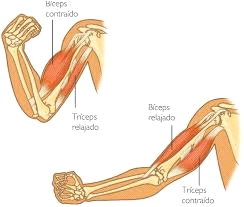 Bíceps
contraído
Tríceps
relajado
Bíceps
relajado
Tríceps
contraído